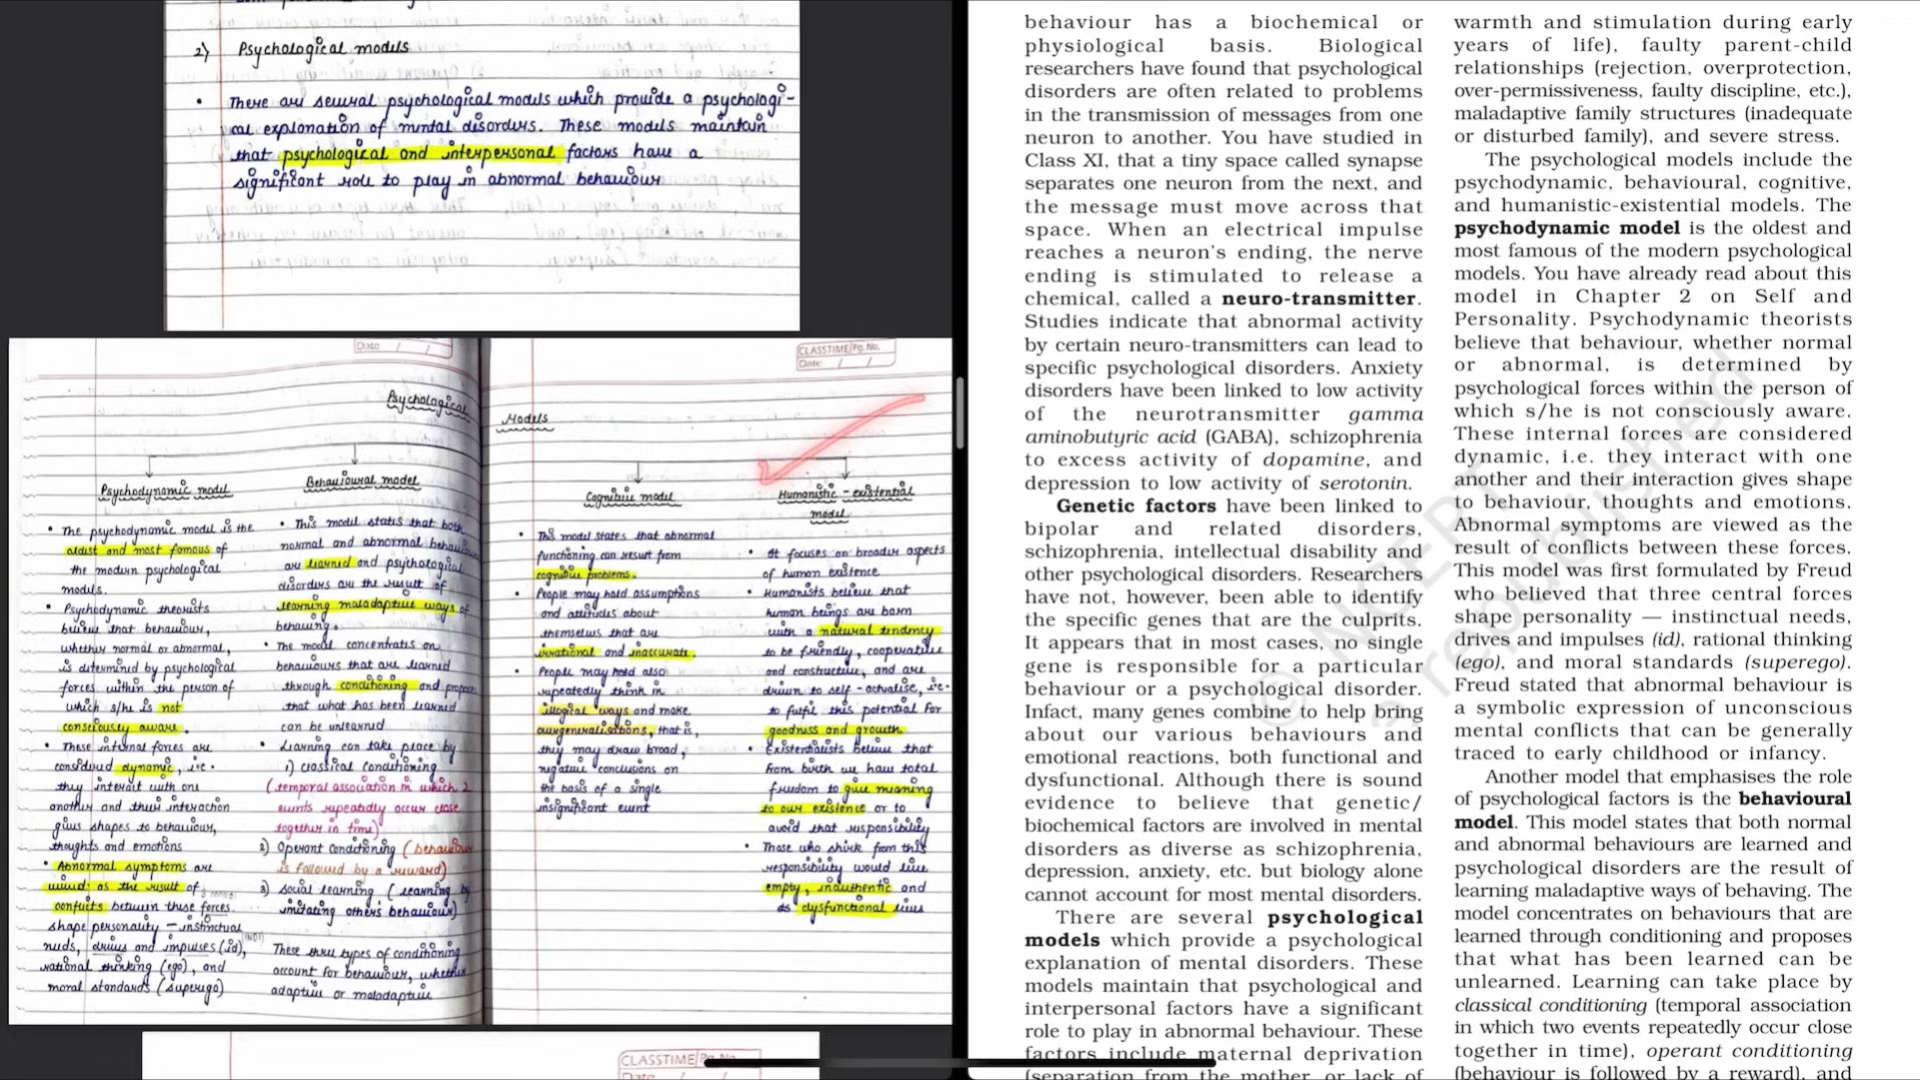 2) Psychological models
• There are several psychological models which provide a psychologi-
cal explanation of mental disorders. These models maintain
that psychological and interpersonal factors have a
significant role to play in abnormal behaviour
Date / /
CLASSTIME Pg. No.
Date / /
Psychological
Models
Psychodynamic model
• The psychodynamic model is the
oldest and most famous of
the modern psychological
models.
• Psychodynamic theorists
believe that behaviour,
whether normal or abnormal,
is determined by psychological
forces within the person of
which s/he is not
consciously aware.
• These internal forces are
considered dynamic, i.e.
they interact with one
another and their interaction
gives shapes to behaviour,
thoughts and emotions
• Abnormal symptoms are
viewed as the result of
conflicts between these forces.
shape personality – instinctual
needs, drives and impulses (id),
rational thinking (ego), and
moral standards (superego)
Behavioural model
• This model states that both
normal and abnormal behaviour
are learned and psychological
disorders are the result of
learning maladaptive ways of
behaving.
• The model concentrates on
behaviours that are learned
through conditioning and
that what has been learned
can be unlearned
• Learning can take place by
1) classical conditioning
(temporal association in which 2
events repeatedly occur close
together in time)
2) Operant conditioning (behaviour
is followed by a reward)
3) social learning (learning by
imitating others' behaviour)
These three types of conditioning
account for behaviour, whether
adaptive or maladaptive
Cognitive model
• This model states that abnormal
functioning can result from
cognitive problems.
• People may hold assumptions
and attitudes about
themselves that are
irrational and inaccurate.
• People may hold also
repeatedly think in
illogical ways and make
overgeneralisations, that is,
they may draw broad,
negative conclusions on
the basis of a single
insignificant event
Humanistic – existential
model
• It focuses on broader aspects
of human existence
• Humanists believe that
human beings are born
with a natural tendency
to be friendly, cooperative
and constructive, and are
driven to self-actualise, i.e.
to fulfil this potential for
goodness and growth
• Existentialists believe that
from birth we have total
freedom to give meaning
to our existence or to
avoid that responsibility
• Those who shirk from this
responsibility would live
empty, inauthentic and
dysfunctional lives
CLASSTIME Pg. No.
Date / /
behaviour has a biochemical or
physiological basis. Biological
researchers have found that psychological
disorders are often related to problems
in the transmission of messages from one
neuron to another. You have studied in
Class XI, that a tiny space called synapse
separates one neuron from the next, and
the message must move across that
space. When an electrical impulse
reaches a neuron's ending, the nerve
ending is stimulated to release a
chemical, called a neuro-transmitter.
Studies indicate that abnormal activity
by certain neuro-transmitters can lead to
specific psychological disorders. Anxiety
disorders have been linked to low activity
of the neurotransmitter gamma
aminobutyric acid (GABA), schizophrenia
to excess activity of dopamine, and
depression to low activity of serotonin.
Genetic factors have been linked to
bipolar and related disorders,
schizophrenia, intellectual disability and
other psychological disorders. Researchers
have not, however, been able to identify
the specific genes that are the culprits.
It appears that in most cases, no single
gene is responsible for a particular
behaviour or a psychological disorder.
Infact, many genes combine to help bring
about our various behaviours and
emotional reactions, both functional and
dysfunctional. Although there is sound
evidence to believe that genetic/
biochemical factors are involved in mental
disorders as diverse as schizophrenia,
depression, anxiety, etc. but biology alone
cannot account for most mental disorders.
There are several psychological
models which provide a psychological
explanation of mental disorders. These
models maintain that psychological and
interpersonal factors have a significant
role to play in abnormal behaviour. These
factors include maternal deprivation
(separation from the mother, or lack of
warmth and stimulation during early
years of life), faulty parent-child
relationships (rejection, overprotection,
over-permissiveness, faulty discipline, etc.),
maladaptive family structures (inadequate
or disturbed family), and severe stress.
The psychological models include the
psychodynamic, behavioural, cognitive,
and humanistic-existential models. The
psychodynamic model is the oldest and
most famous of the modern psychological
models. You have already read about this
model in Chapter 2 on Self and
Personality. Psychodynamic theorists
believe that behaviour, whether normal
or abnormal, is determined by
psychological forces within the person of
which s/he is not consciously aware.
These internal forces are considered
dynamic, i.e. they interact with one
another and their interaction gives shape
to behaviour, thoughts and emotions.
Abnormal symptoms are viewed as the
result of conflicts between these forces.
This model was first formulated by Freud
who believed that three central forces
shape personality — instinctual needs,
drives and impulses (id), rational thinking
(ego), and moral standards (superego).
Freud stated that abnormal behaviour is
a symbolic expression of unconscious
mental conflicts that can be generally
traced to early childhood or infancy.
Another model that emphasises the role
of psychological factors is the behavioural
model. This model states that both normal
and abnormal behaviours are learned and
psychological disorders are the result of
learning maladaptive ways of behaving. The
model concentrates on behaviours that are
learned through conditioning and proposes
that what has been learned can be
unlearned. Learning can take place by
classical conditioning (temporal association
in which two events repeatedly occur close
together in time), operant conditioning
(behaviour is followed by a reward), and
© NCERT
republished